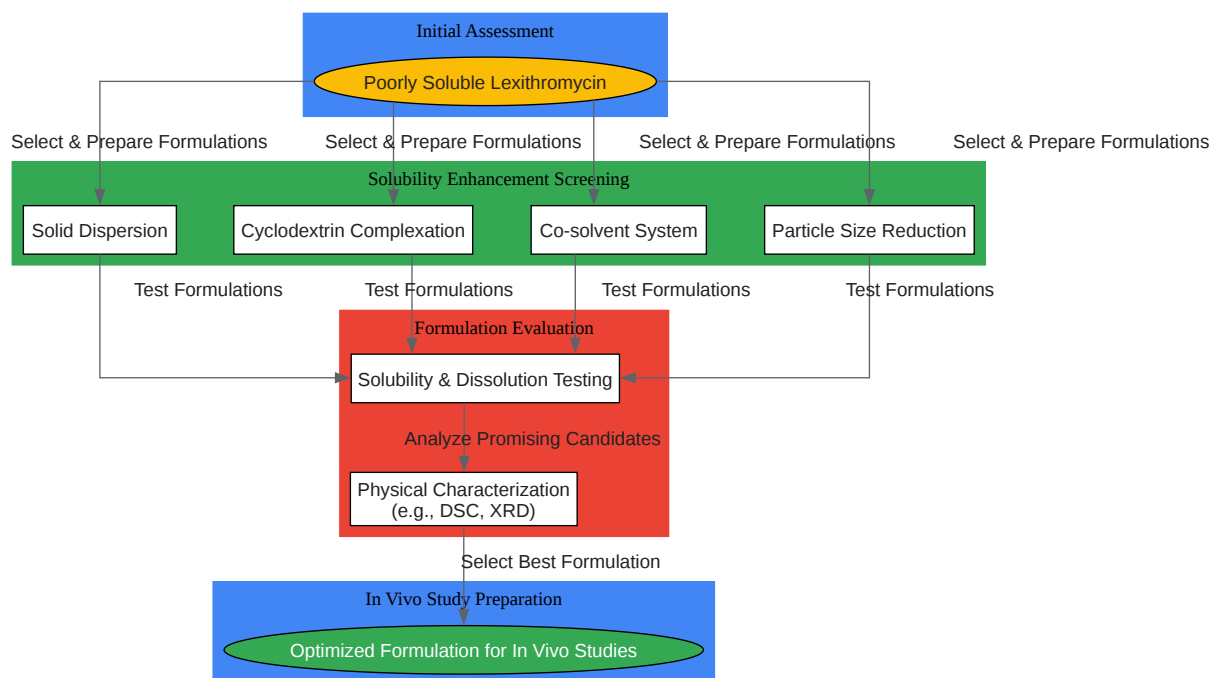 Initial Assessment
Poorly Soluble Lexithromycin
Select & Prepare Formulations
Select & Prepare Formulations
Select & Prepare Formulations
Select & Prepare Formulations
Solubility Enhancement Screening
Solid Dispersion
Cyclodextrin Complexation
Co-solvent System
Particle Size Reduction
Test Formulations
Test Formulations
Test Formulations
Test Formulations
Formulation Evaluation
Solubility & Dissolution Testing
Analyze Promising Candidates
Physical Characterization
(e.g., DSC, XRD)
Select Best Formulation
In Vivo Study Preparation
Optimized Formulation for In Vivo Studies